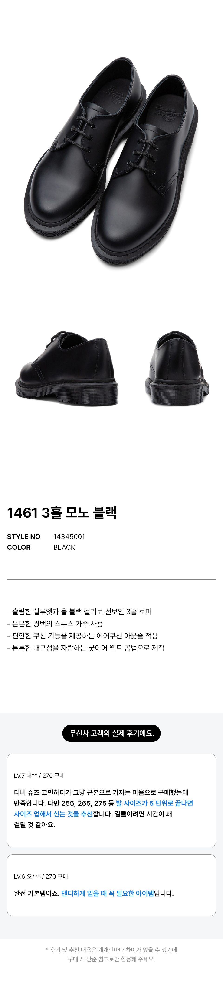 1461 3홀 모노 블랙
STYLE NO 14345001
COLOR BLACK
- 슬림한 실루엣과 올 블랙 컬러로 선보인 3홀 로퍼
- 은은한 광택의 스무스 가죽 사용
- 편안한 쿠션 기능을 제공하는 에어쿠션 아웃솔 적용
- 튼튼한 내구성을 자랑하는 굿이어 웰트 공법으로 제작
무신사 고객의 실제 후기예요.
LV.7 대** / 270 구매
더비 슈즈 고민하다가 그냥 근본으로 가자는 마음으로 구매했는데
만족합니다. 다만 255, 265, 275 등 발 사이즈가 5 단위로 끝나면
사이즈 업해서 신는 것을 추천합니다. 길들이려면 시간이 꽤
걸릴 것 같아요.
LV.6 오*** / 270 구매
완전 기본템이죠. 댄디하게 입을 때 꼭 필요한 아이템입니다.
* 후기 및 추천 내용은 개개인마다 차이가 있을 수 있기에
구매 시 단순 참고로만 활용해 주세요.